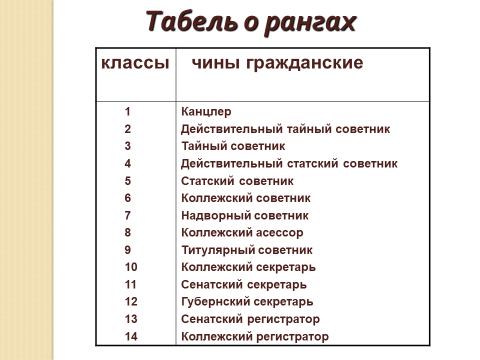 Табель о рангах
классы чины гражданские
1 Канцлер
2 Действительный тайный советник
3 Тайный советник
4 Действительный статский советник
5 Статский советник
6 Коллежский советник
7 Надворный советник
8 Коллежский асессор
9 Титулярный советник
10 Коллежский секретарь
11 Сенатский секретарь
12 Губернский секретарь
13 Сенатский регистратор
14 Коллежский регистратор